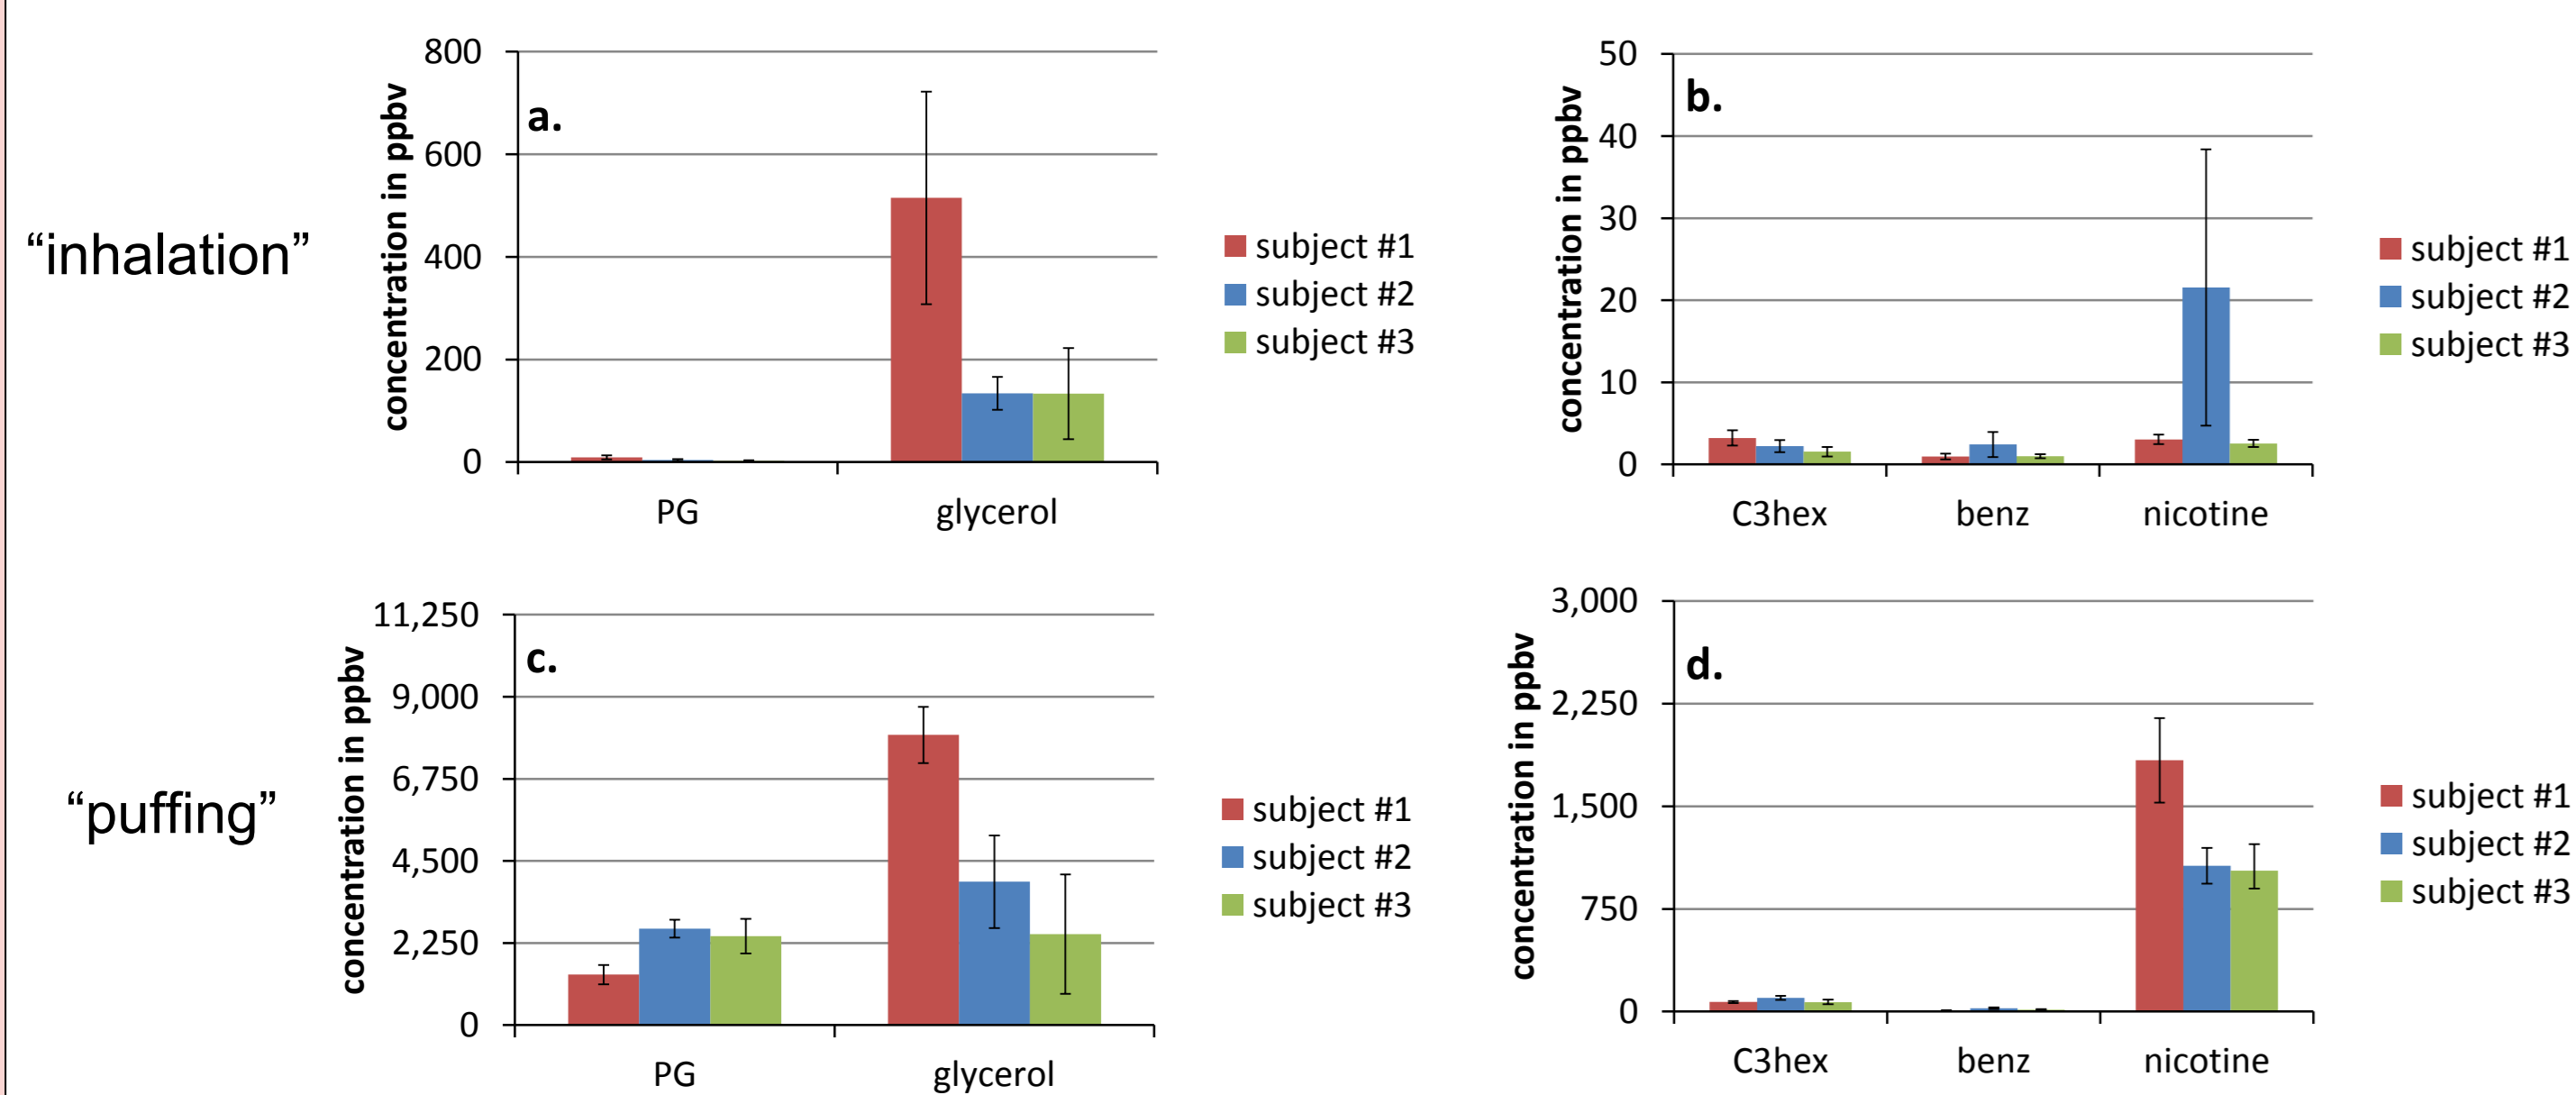 “inhalation”
concentration in ppbv
800
600
400
200
0
a.
PG
glycerol
subject #1
subject #2
subject #3
concentration in ppbv
50
40
30
20
10
0
b.
C3hex
benz
nicotine
subject #1
subject #2
subject #3
“puffing”
concentration in ppbv
11,250
9,000
6,750
4,500
2,250
0
c.
PG
glycerol
subject #1
subject #2
subject #3
concentration in ppbv
3,000
2,250
1,500
750
0
d.
C3hex
benz
nicotine
subject #1
subject #2
subject #3